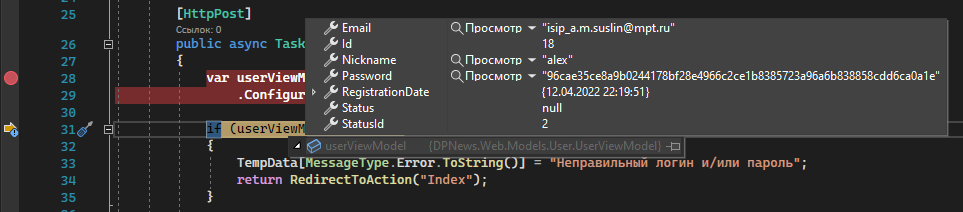 25 [HttpPost]
Ссылок: 0
26 public async Task
27 {
28 var userViewM
29 .Configur
30
31 if (userViewM
32 {
33 TempData[MessageType.Error.ToString()] = "Неправильный логин и/или пароль";
34 return RedirectToAction("Index");
35 }
Email Просмотр "isip_a.m.suslin@mpt.ru"
Id 18
Nickname Просмотр "alex"
Password Просмотр "96cae35ce8a9b0244178bf28e4966c2ce1b8385723a96a6b838858cdd6ca0a1e"
RegistrationDate {12.04.2022 22:19:51}
Status null
StatusId 2
userViewModel {DPNews.Web.Models.User.UserViewModel}